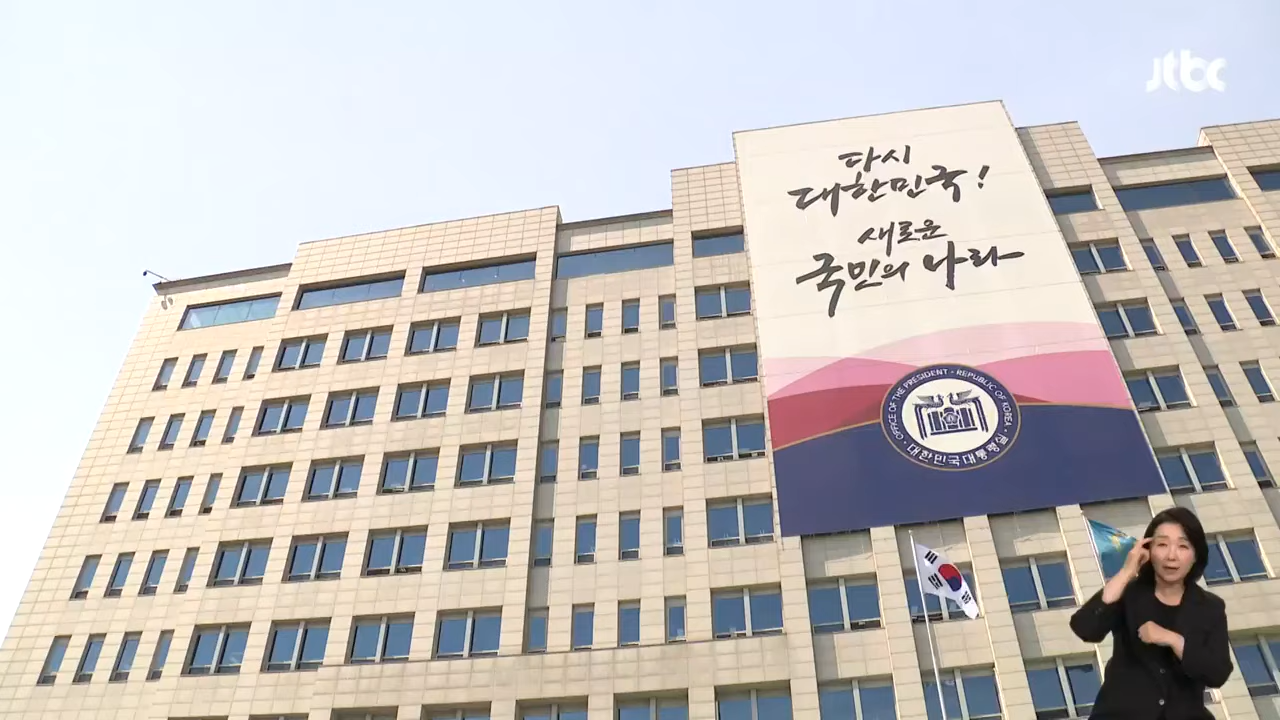 jtbc
다시
대한민국!
새로운
국민의 나라
OFFICE OF THE PRESIDENT · REPUBLIC OF KOREA
대한민국대통령실